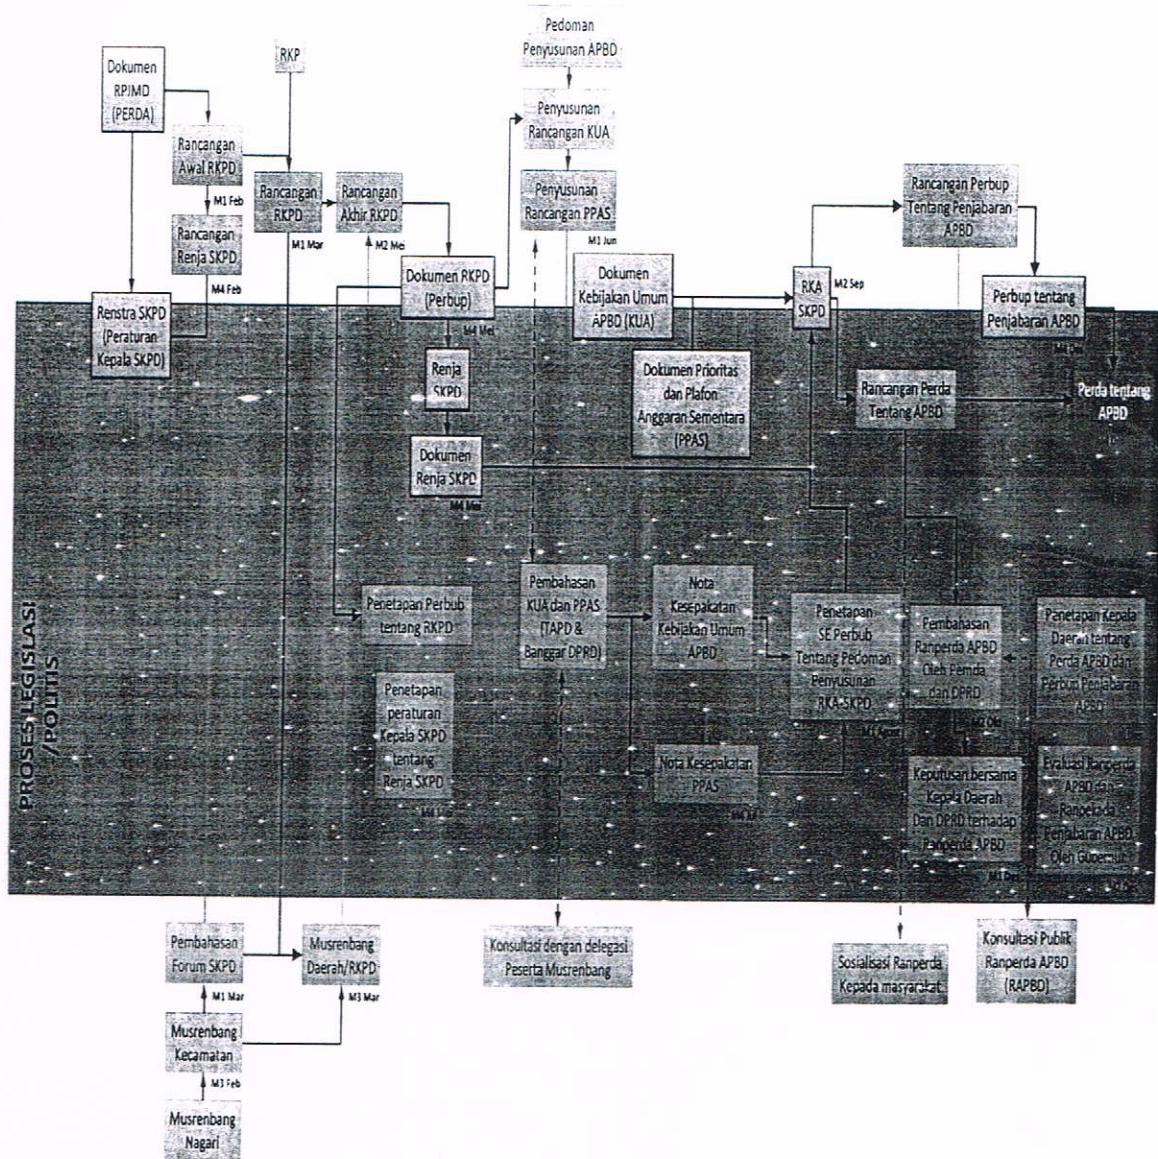 Pedoman
Penyusunan APBD
RKP
Dokumen
RPJMD
(PERDA)
Penyusunan
Rancangan KUA
Rancangan
Awal RKPD
M1 Feb
Rancangan
RKPD
M1 Mar
Rancangan
Akhir RKPD
M2 Mei
Penyusunan
Rancangan PPAS
M1 Jun
Rancangan Perbup
Tentang Penjabaran
APBD
Rancangan
Renja SKPD
M4 Feb
Dokumen RKPD
(Perbup)
M4 Mei
Dokumen
Kebijakan Umum
APBD (KUA)
RKA
SKPD
M2 Sep
Perbup tentang
Penjabaran APBD
Renstra SKPD
(Peraturan
Kepala SKPD)
Renja
SKPD
Dokumen Prioritas
dan Plafon
Anggaran Sementara
(PPAS)
Rancangan Perda
Tentang APBD
Perda tentang
APBD
Dokumen
Renja SKPD
M4 Mei
PROSES LEGISLASI
/POLITIS
Penetapan Perbub
tentang RKPD
Pembahasan
KUA dan PPAS
(TAPD &
Banggar DPRD)
Nota
Kesepakatan
Kebijakan Umum
APBD
Penetapan
SE Perbub
Tentang Pedoman
Penyusunan
RKA-SKPD
M1 Agust
Pembahasan
Ranperda APBD
Oleh Pemda
dan DPRD
M2 Okt
Penetapan Kepala
Daerah tentang
Perda APBD dan
Perbup Penjabaran
APBD
Penetapan
peraturan
Kepala SKPD
tentang
Renja SKPD
Nota Kesepakatan
PPAS
Keputusan bersama
Kepala Daerah
Dan DPRD terhadap
Ranperda APBD
M1 Des
Evaluasi Ranperda
APBD dan
Ranpekada
Penjabaran APBD
Oleh Gubernur
Pembahasan
Forum SKPD
M1 Mar
Musrenbang
Daerah/RKPD
M3 Mar
Konsultasi dengan delegasi
Peserta Musrenbang
Sosialisasi Ranperda
Kepada masyarakat
Konsultasi Publik
Ranperda APBD
(RAPBD)
Musrenbang
Kecamatan
M3 Feb
Musrenbang
Nagari